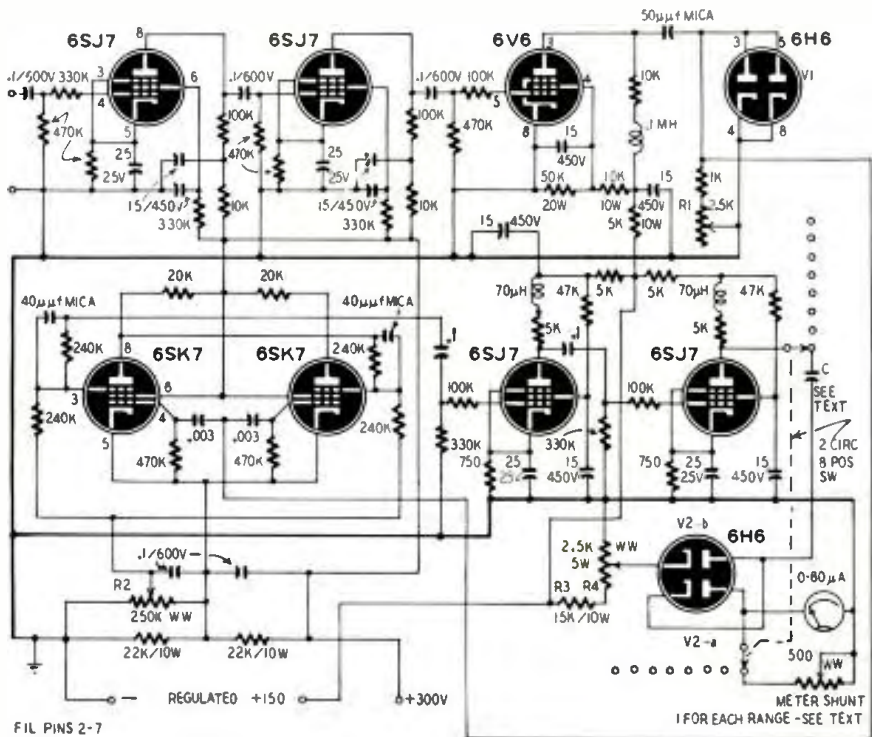 50µµf MICA
6SJ7
6SJ7
6V6
6H6
8
3
3
5
.1/600V 330K
3
4
6
.1/600V
.1/600V 100K
5
4
V1
10K
5
8
4
8
470K
100K
470K
100K
470K
.1MH
25
25V
25
25V
15
450V
15/450V
330K
10K
15/450V
330K
10K
50K
20W
10K
10W
15
450V
1K
R1
2.5K
5K
10W
15
450V
20K
20K
40µµf MICA
40µµf MICA
70µH
5K
47K
5K
70µH
47K
5K
5K
240K
8
6SK7
6SK7
240K
.1
.1
6SJ7
6SJ7
3
6
4
5
240K
.003
.003
240K
470K
470K
100K
330K
330K
100K
C
SEE
TEXT
2 CIRC
8 POS
SW
750
25
25V
15
450V
750
25
25V
15
450V
.1/600V
R2
250K WW
22K/10W
22K/10W
2.5K
5W
WW
R3
R4
15K/10W
V2-b
6H6
V2-a
0-60µA
500
WW
METER SHUNT
1 FOR EACH RANGE - SEE TEXT
— REGULATED +150
+300V
FIL PINS 2-7